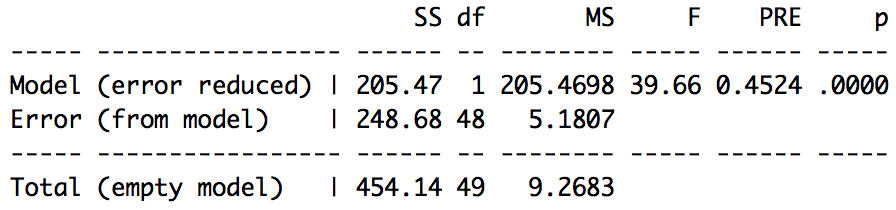 SS df       MS     F    PRE     p
----- ----------------- ------ -- -------- ----- ------ -----
Model (error reduced) | 205.47  1 205.4698 39.66 0.4524 .0000
Error (from model)    | 248.68 48   5.1807
----- ----------------- ------ -- -------- ----- ------ -----
Total (empty model)   | 454.14 49   9.2683